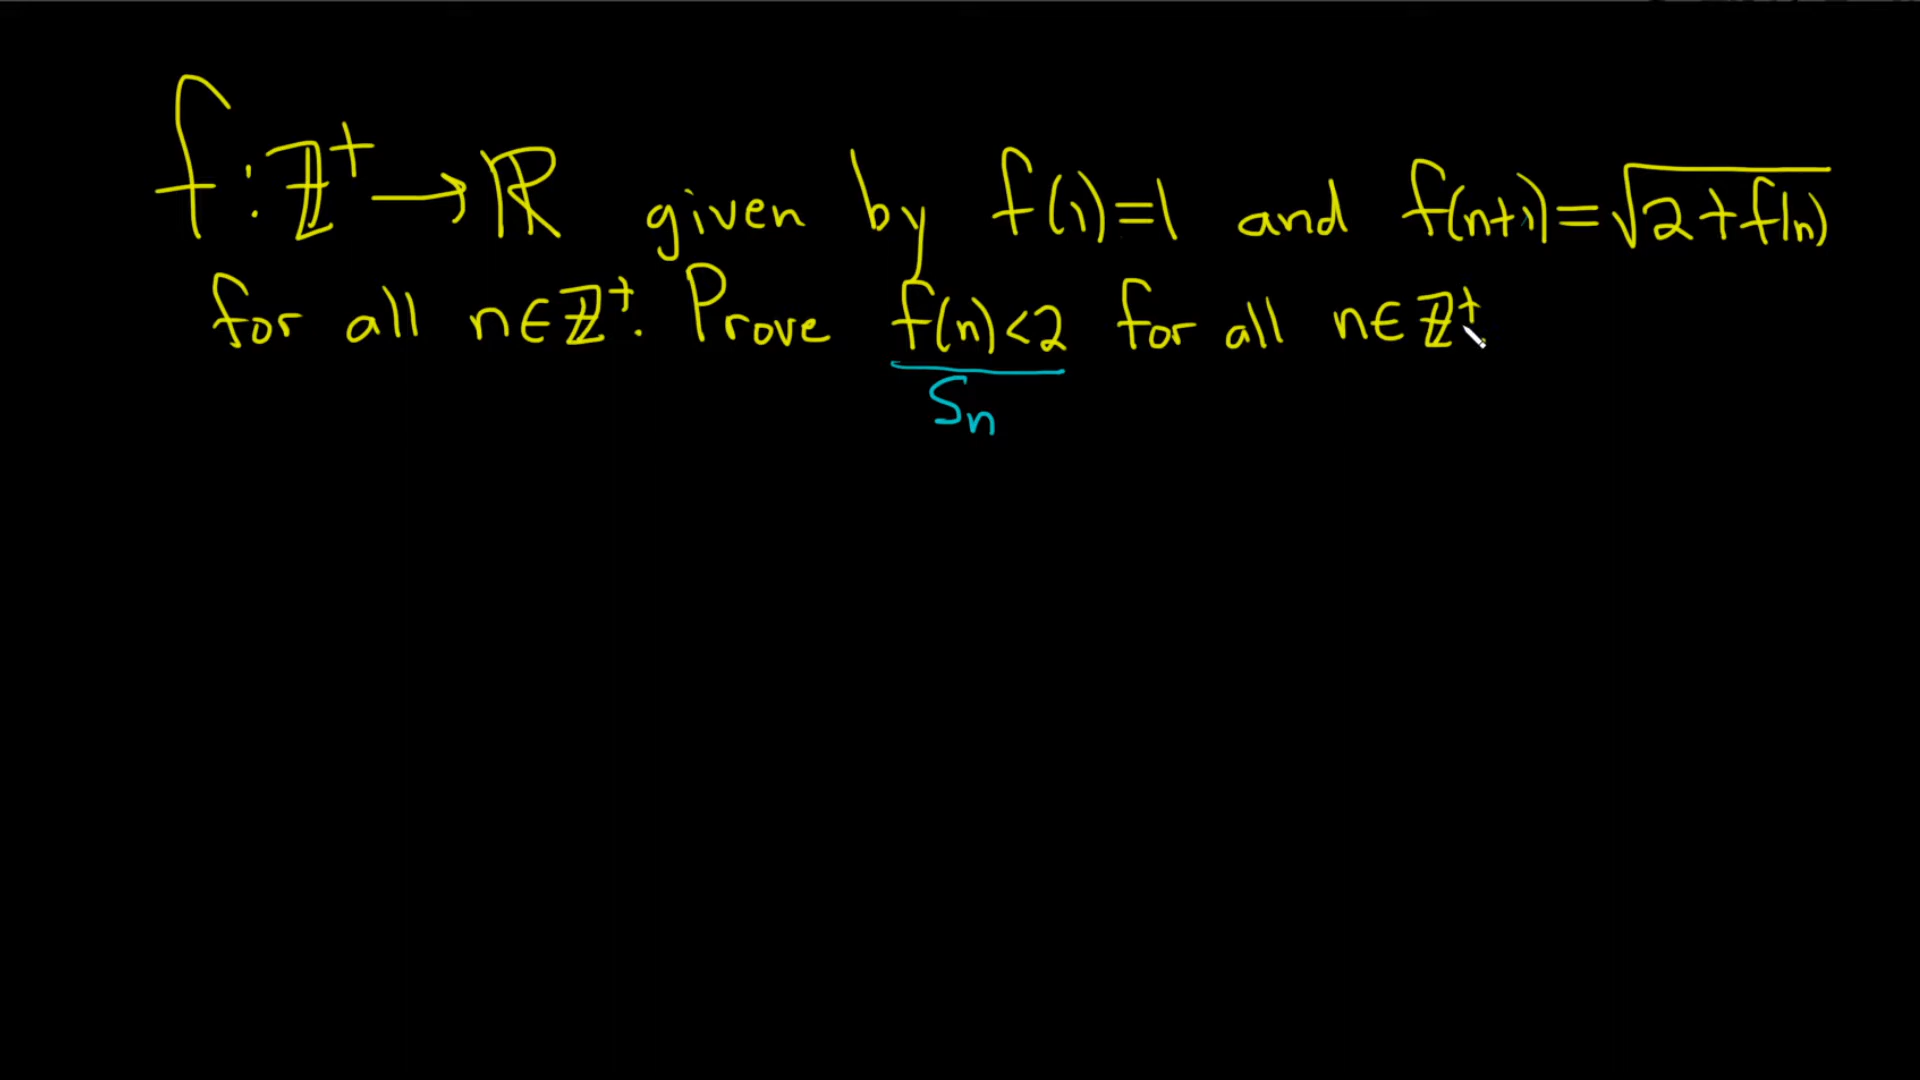 f: ℤ⁺ → ℝ given by f(1)=1 and f(n+1)=√(2+f(n))
for all n∈ℤ⁺. Prove f(n)<2 for all n∈ℤ⁺
Sₙ